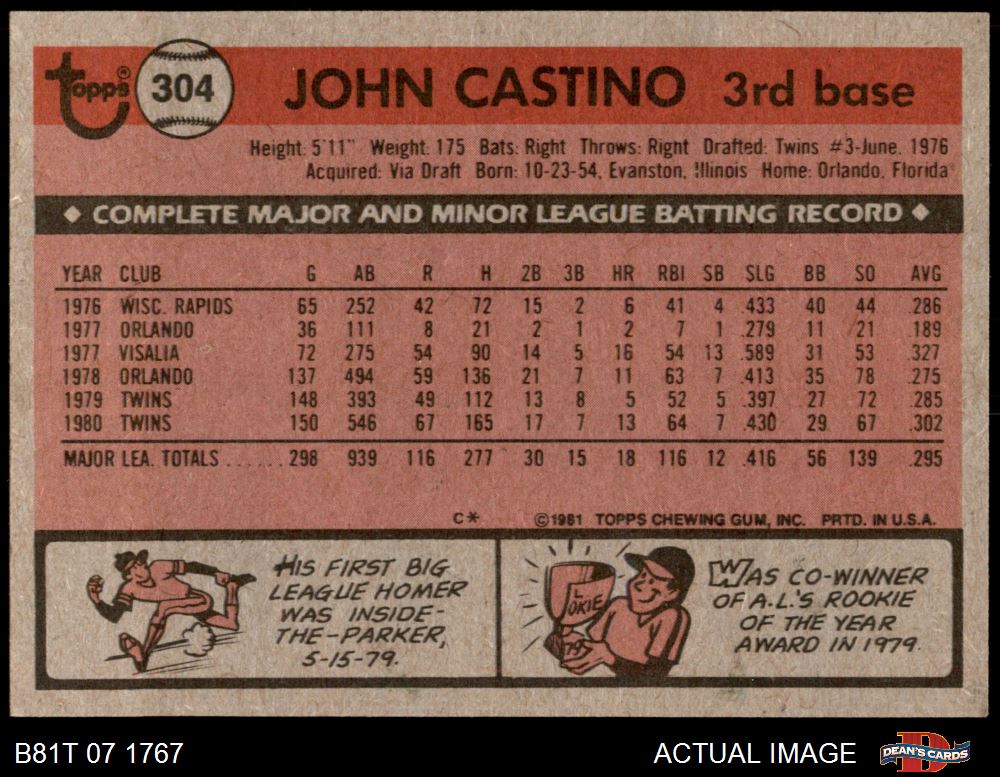 topps® 304 JOHN CASTINO 3rd base
Height: 5'11" Weight: 175 Bats: Right Throws: Right Drafted: Twins #3-June, 1976
Acquired: Via Draft Born: 10-23-54, Evanston, Illinois Home: Orlando, Florida
◆ COMPLETE MAJOR AND MINOR LEAGUE BATTING RECORD ◆
YEAR CLUB G AB R H 2B 3B HR RBI SB SLG BB SO AVG
1976 WISC. RAPIDS 65 252 42 72 15 2 6 41 4 .433 40 44 .286
1977 ORLANDO 36 111 8 21 2 1 2 7 1 .279 11 21 .189
1977 VISALIA 72 275 54 90 14 5 16 54 13 .589 31 53 .327
1978 ORLANDO 137 494 59 136 21 7 11 63 7 .413 35 78 .275
1979 TWINS 148 393 49 112 13 8 5 52 5 .397 27 72 .285
1980 TWINS 150 546 67 165 17 7 13 64 7 .430 29 67 .302
MAJOR LEA. TOTALS ...... 298 939 116 277 30 15 18 116 12 .416 56 139 .295
C* ©1981 TOPPS CHEWING GUM, INC. PRTD. IN U.S.A.
HIS FIRST BIG
LEAGUE HOMER
WAS INSIDE-
THE-PARKER,
5-15-79.
WAS CO-WINNER
OF A.L.'S ROOKIE
OF THE YEAR
AWARD IN 1979.
B81T 07 1767 ACTUAL IMAGE DEAN'S CARDS